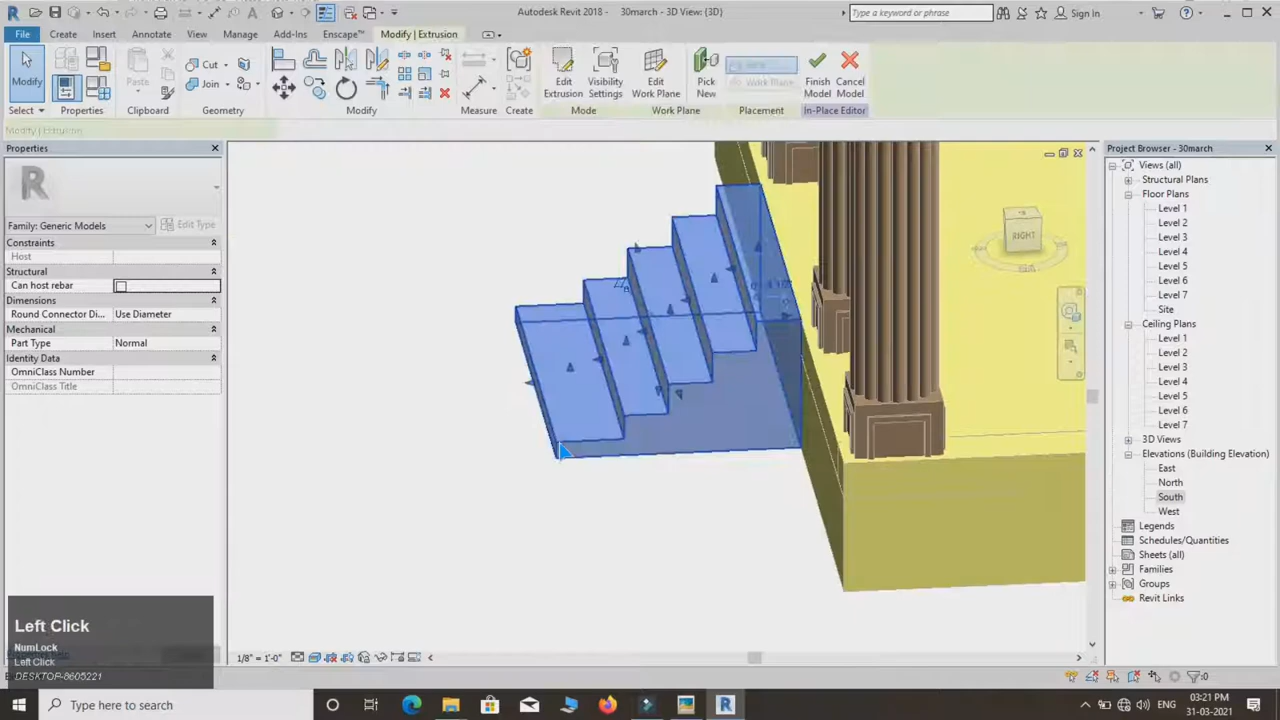 Autodesk Revit 2018 - 30march - 3D View: {3D}
Type a keyword or phrase
Sign In
File Create Insert Annotate View Manage Add-Ins Enscape™ Modify | Extrusion
Modify
Paste
Cut
Join
Edit Extrusion
Visibility Settings
Edit Work Plane
Pick New
Work Plane
Finish Model
Cancel Model
Select Properties Clipboard Geometry Modify Measure Create Mode Work Plane Placement In-Place Editor
Modify | Extrusion
Properties
Family: Generic Models
Edit Type
Constraints
Host
Structural
Can host rebar
Dimensions
Round Connector Di... Use Diameter
Mechanical
Part Type Normal
Identity Data
OmniClass Number
OmniClass Title
RIGHT
Project Browser - 30march
Views (all)
Structural Plans
Floor Plans
Level 1
Level 2
Level 3
Level 4
Level 5
Level 6
Level 7
Site
Ceiling Plans
Level 1
Level 2
Level 3
Level 4
Level 5
Level 6
Level 7
3D Views
Elevations (Building Elevation)
East
North
South
West
Legends
Schedules/Quantities
Sheets (all)
Families
Groups
Revit Links
Left Click
NumLock
Left Click
DESKTOP-8605221
1/8" = 1'-0"
:0
Type here to search
03:21 PM
31-03-2021